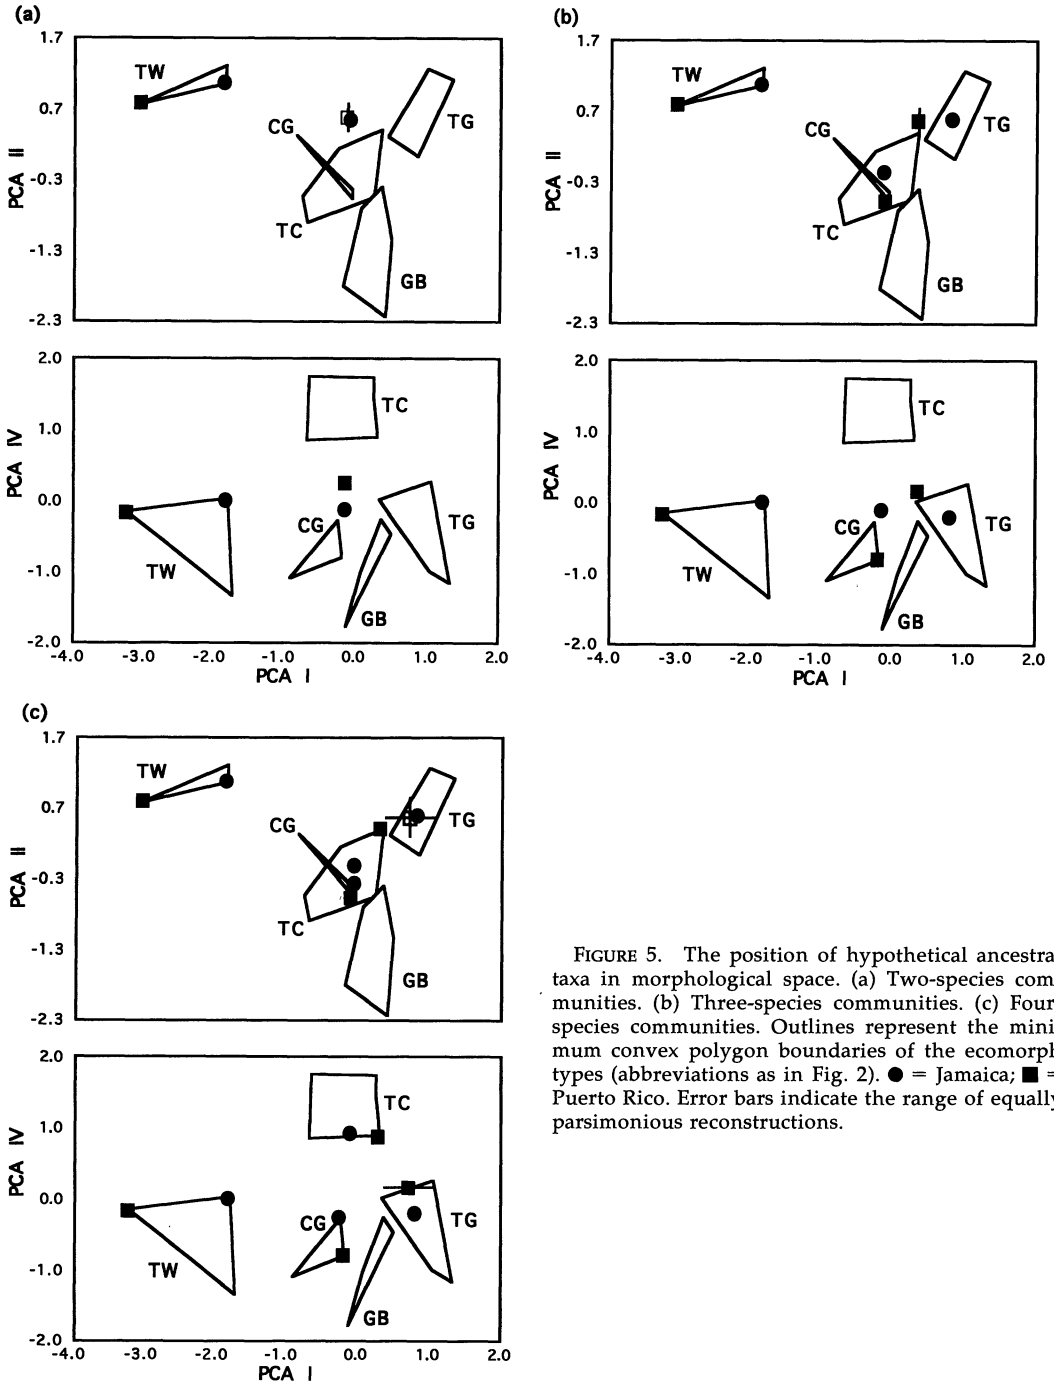 (a)
1.7
0.7
-0.3
-1.3
-2.3
PCA II
TW
CG
TG
TC
GB
2.0
1.0
0.0
-1.0
-2.0
PCA IV
TC
CG
TG
TW
GB
-4.0 -3.0 -2.0 -1.0 0.0 1.0 2.0
PCA I
(b)
1.7
0.7
-0.3
-1.3
-2.3
PCA II
TW
CG
TG
TC
GB
2.0
1.0
0.0
-1.0
-2.0
PCA IV
TC
CG
TG
TW
GB
-4.0 -3.0 -2.0 -1.0 0.0 1.0 2.0
PCA I
(c)
1.7
0.7
-0.3
-1.3
-2.3
PCA II
TW
CG
TG
TC
GB
2.0
1.0
0.0
-1.0
-2.0
PCA IV
TC
CG
TG
TW
GB
-4.0 -3.0 -2.0 -1.0 0.0 1.0 2.0
PCA I
FIGURE 5. The position of hypothetical ancestra
taxa in morphological space. (a) Two-species com
munities. (b) Three-species communities. (c) Four
species communities. Outlines represent the mini
mum convex polygon boundaries of the ecomorph
types (abbreviations as in Fig. 2). ● = Jamaica; ■ =
Puerto Rico. Error bars indicate the range of equally
parsimonious reconstructions.